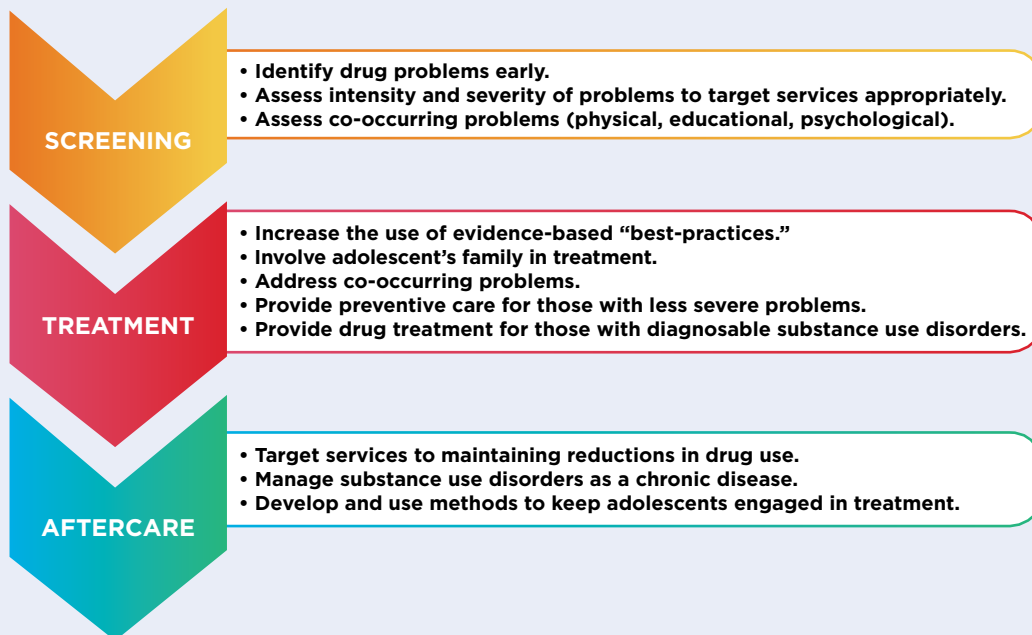 SCREENING
• Identify drug problems early.
• Assess intensity and severity of problems to target services appropriately.
• Assess co-occurring problems (physical, educational, psychological).
TREATMENT
• Increase the use of evidence-based “best-practices.”
• Involve adolescent’s family in treatment.
• Address co-occurring problems.
• Provide preventive care for those with less severe problems.
• Provide drug treatment for those with diagnosable substance use disorders.
AFTERCARE
• Target services to maintaining reductions in drug use.
• Manage substance use disorders as a chronic disease.
• Develop and use methods to keep adolescents engaged in treatment.